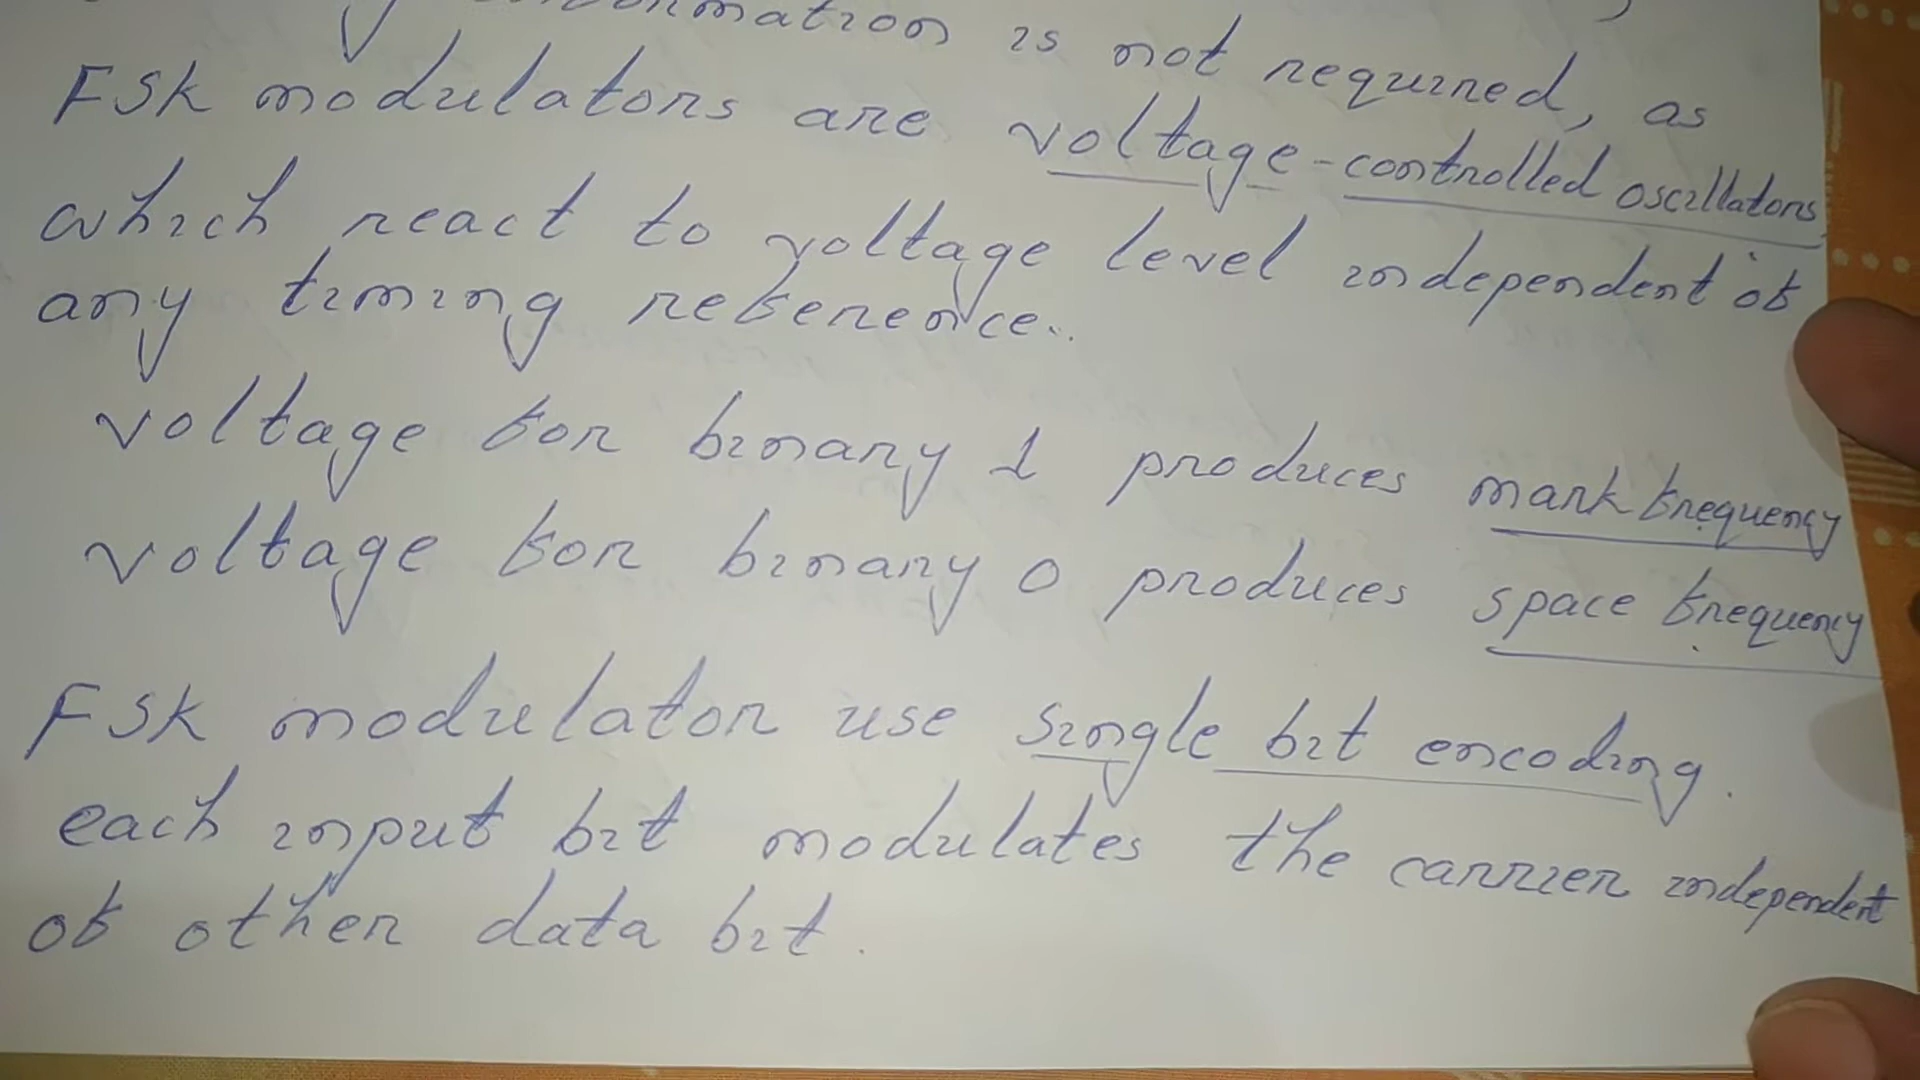 is not required, as
FSK modulators are voltage-controlled oscillators
which react to voltage level independent of
any timing reference.
voltage for binary 1 produces mark frequency
voltage for binary 0 produces space frequency
FSK modulator use single bit encoding.
each input bit modulates the carrier independent
of other data bit.